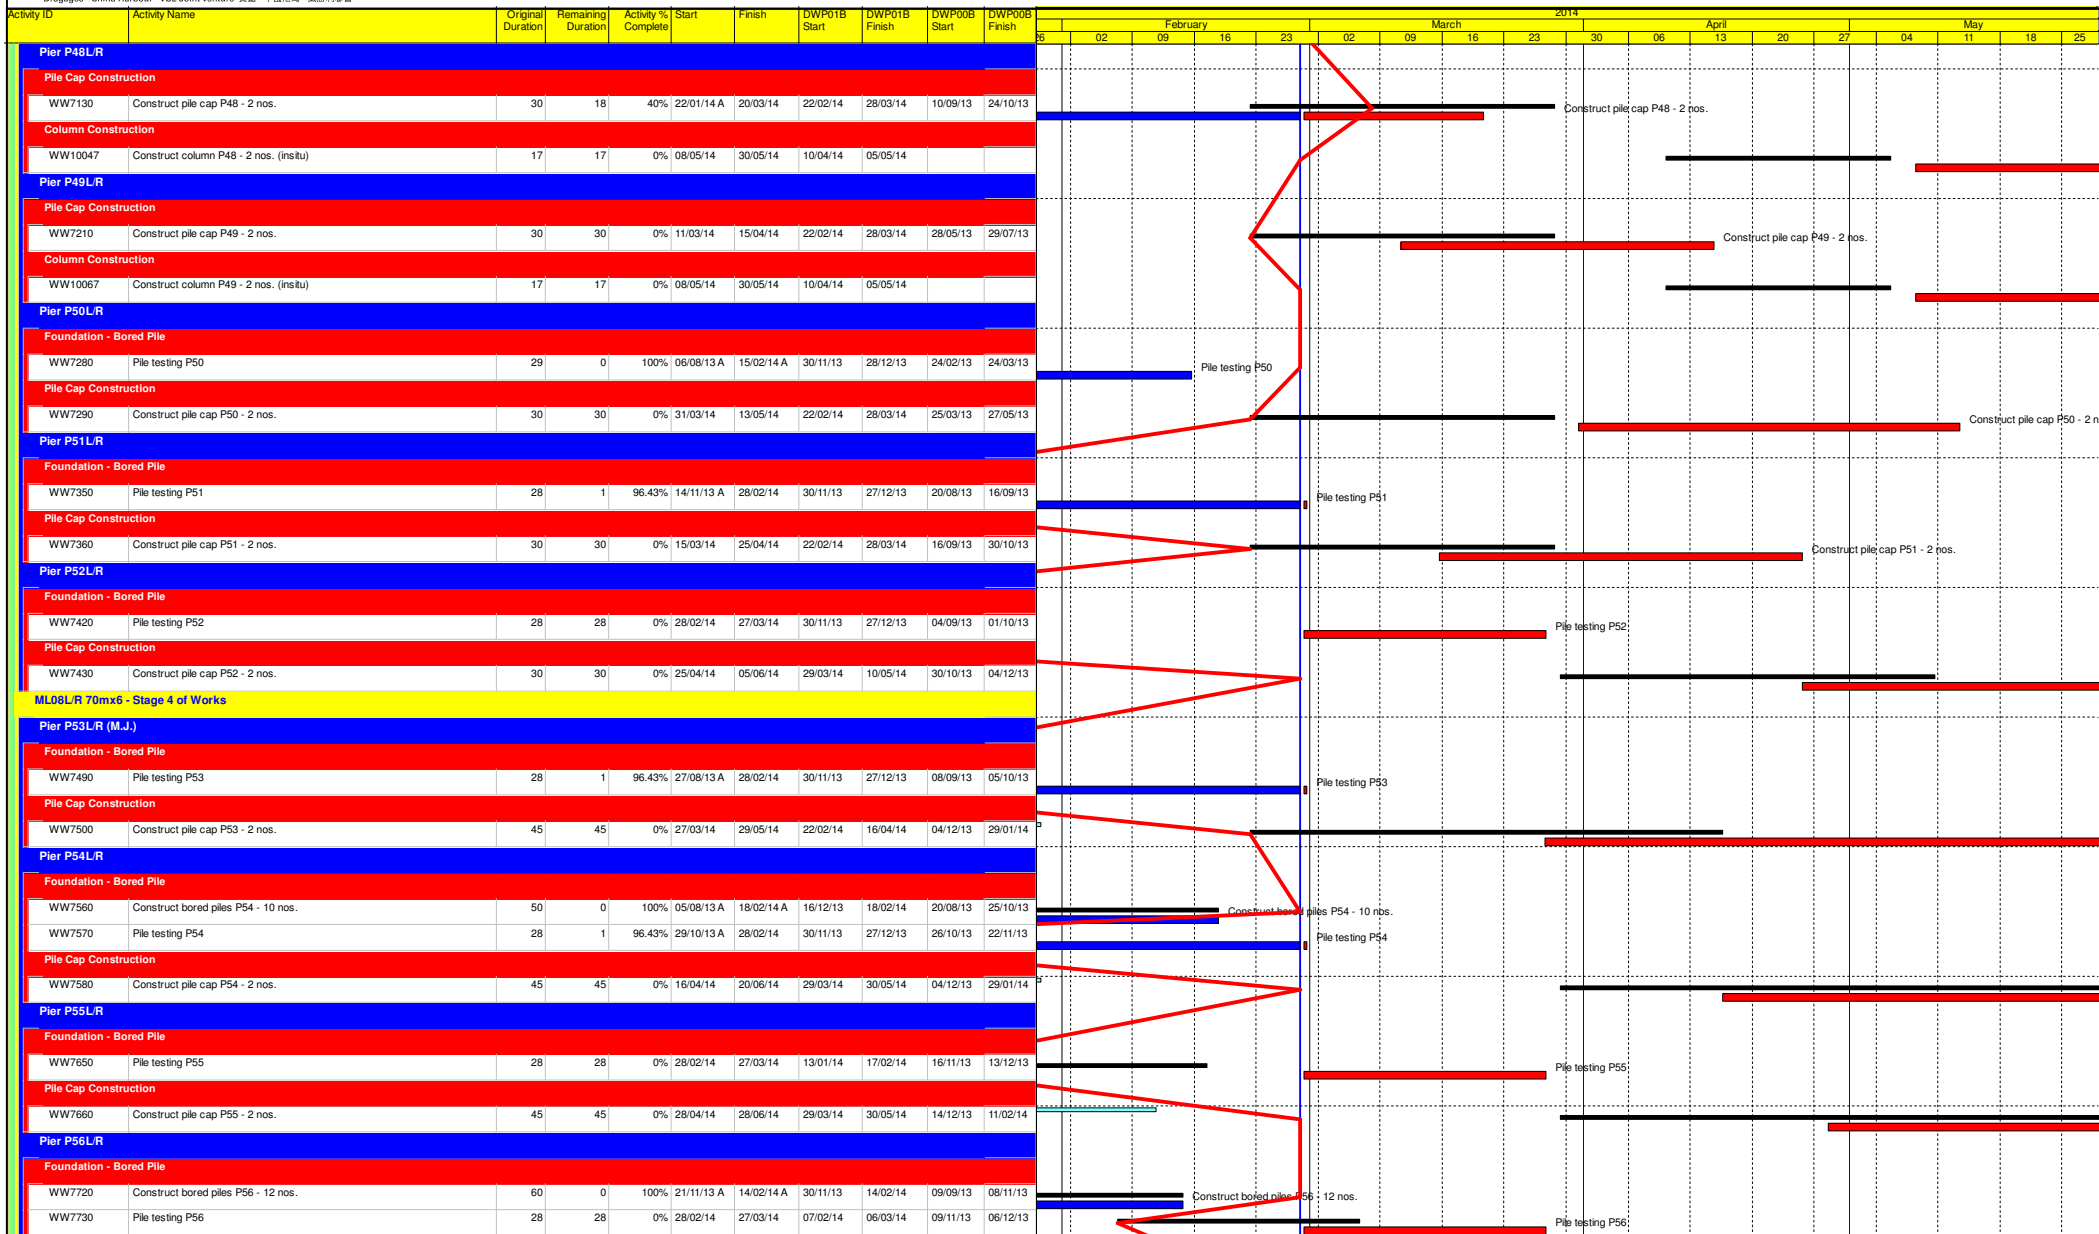 Activity ID Activity Name Original Duration Remaining Duration Activity % Complete Start Finish DWP01B Start DWP01B Finish DWP00B Start DWP00B Finish
2014
February March April May
26 02 09 16 23 02 09 16 23 30 06 13 20 27 04 11 18 25
Pier P48L/R
Pile Cap Construction
WW7130 Construct pile cap P48 - 2 nos. 30 18 40% 22/01/14 A 20/03/14 22/02/14 28/03/14 10/09/13 24/10/13 Construct pile cap P48 - 2 nos.
Column Construction
WW10047 Construct column P48 - 2 nos. (insitu) 17 17 0% 08/05/14 30/05/14 10/04/14 05/05/14
Pier P49L/R
Pile Cap Construction
WW7210 Construct pile cap P49 - 2 nos. 30 30 0% 11/03/14 15/04/14 22/02/14 28/03/14 28/05/13 29/07/13 Construct pile cap P49 - 2 nos.
Column Construction
WW10067 Construct column P49 - 2 nos. (insitu) 17 17 0% 08/05/14 30/05/14 10/04/14 05/05/14
Pier P50L/R
Foundation - Bored Pile
WW7280 Pile testing P50 29 0 100% 06/08/13 A 15/02/14 A 30/11/13 28/12/13 24/02/13 24/03/13 Pile testing P50
Pile Cap Construction
WW7290 Construct pile cap P50 - 2 nos. 30 30 0% 31/03/14 13/05/14 22/02/14 28/03/14 25/03/13 27/05/13 Construct pile cap P50 - 2 n
Pier P51L/R
Foundation - Bored Pile
WW7350 Pile testing P51 28 1 96.43% 14/11/13 A 28/02/14 30/11/13 27/12/13 20/08/13 16/09/13 Pile testing P51
Pile Cap Construction
WW7360 Construct pile cap P51 - 2 nos. 30 30 0% 15/03/14 25/04/14 22/02/14 28/03/14 16/09/13 30/10/13 Construct pile cap P51 - 2 nos.
Pier P52L/R
Foundation - Bored Pile
WW7420 Pile testing P52 28 28 0% 28/02/14 27/03/14 30/11/13 27/12/13 04/09/13 01/10/13 Pile testing P52
Pile Cap Construction
WW7430 Construct pile cap P52 - 2 nos. 30 30 0% 25/04/14 05/06/14 29/03/14 10/05/14 30/10/13 04/12/13
ML08L/R 70mx6 - Stage 4 of Works
Pier P53L/R (M.J.)
Foundation - Bored Pile
WW7490 Pile testing P53 28 1 96.43% 27/08/13 A 28/02/14 30/11/13 27/12/13 08/09/13 05/10/13 Pile testing P53
Pile Cap Construction
WW7500 Construct pile cap P53 - 2 nos. 45 45 0% 27/03/14 29/05/14 22/02/14 16/04/14 04/12/13 29/01/14
Pier P54L/R
Foundation - Bored Pile
WW7560 Construct bored piles P54 - 10 nos. 50 0 100% 05/08/13 A 18/02/14 A 16/12/13 18/02/14 20/08/13 25/10/13 Construct bored piles P54 - 10 nos.
WW7570 Pile testing P54 28 1 96.43% 29/10/13 A 28/02/14 30/11/13 27/12/13 26/10/13 22/11/13 Pile testing P54
Pile Cap Construction
WW7580 Construct pile cap P54 - 2 nos. 45 45 0% 16/04/14 20/06/14 29/03/14 30/05/14 04/12/13 29/01/14
Pier P55L/R
Foundation - Bored Pile
WW7650 Pile testing P55 28 28 0% 28/02/14 27/03/14 13/01/14 17/02/14 16/11/13 13/12/13 Pile testing P55
Pile Cap Construction
WW7660 Construct pile cap P55 - 2 nos. 45 45 0% 28/04/14 28/06/14 29/03/14 30/05/14 14/12/13 11/02/14
Pier P56L/R
Foundation - Bored Pile
WW7720 Construct bored piles P56 - 12 nos. 60 0 100% 21/11/13 A 14/02/14 A 30/11/13 14/02/14 09/09/13 08/11/13 Construct bored piles P56 - 12 nos.
WW7730 Pile testing P56 28 28 0% 28/02/14 27/03/14 07/02/14 06/03/14 09/11/13 06/12/13 Pile testing P56